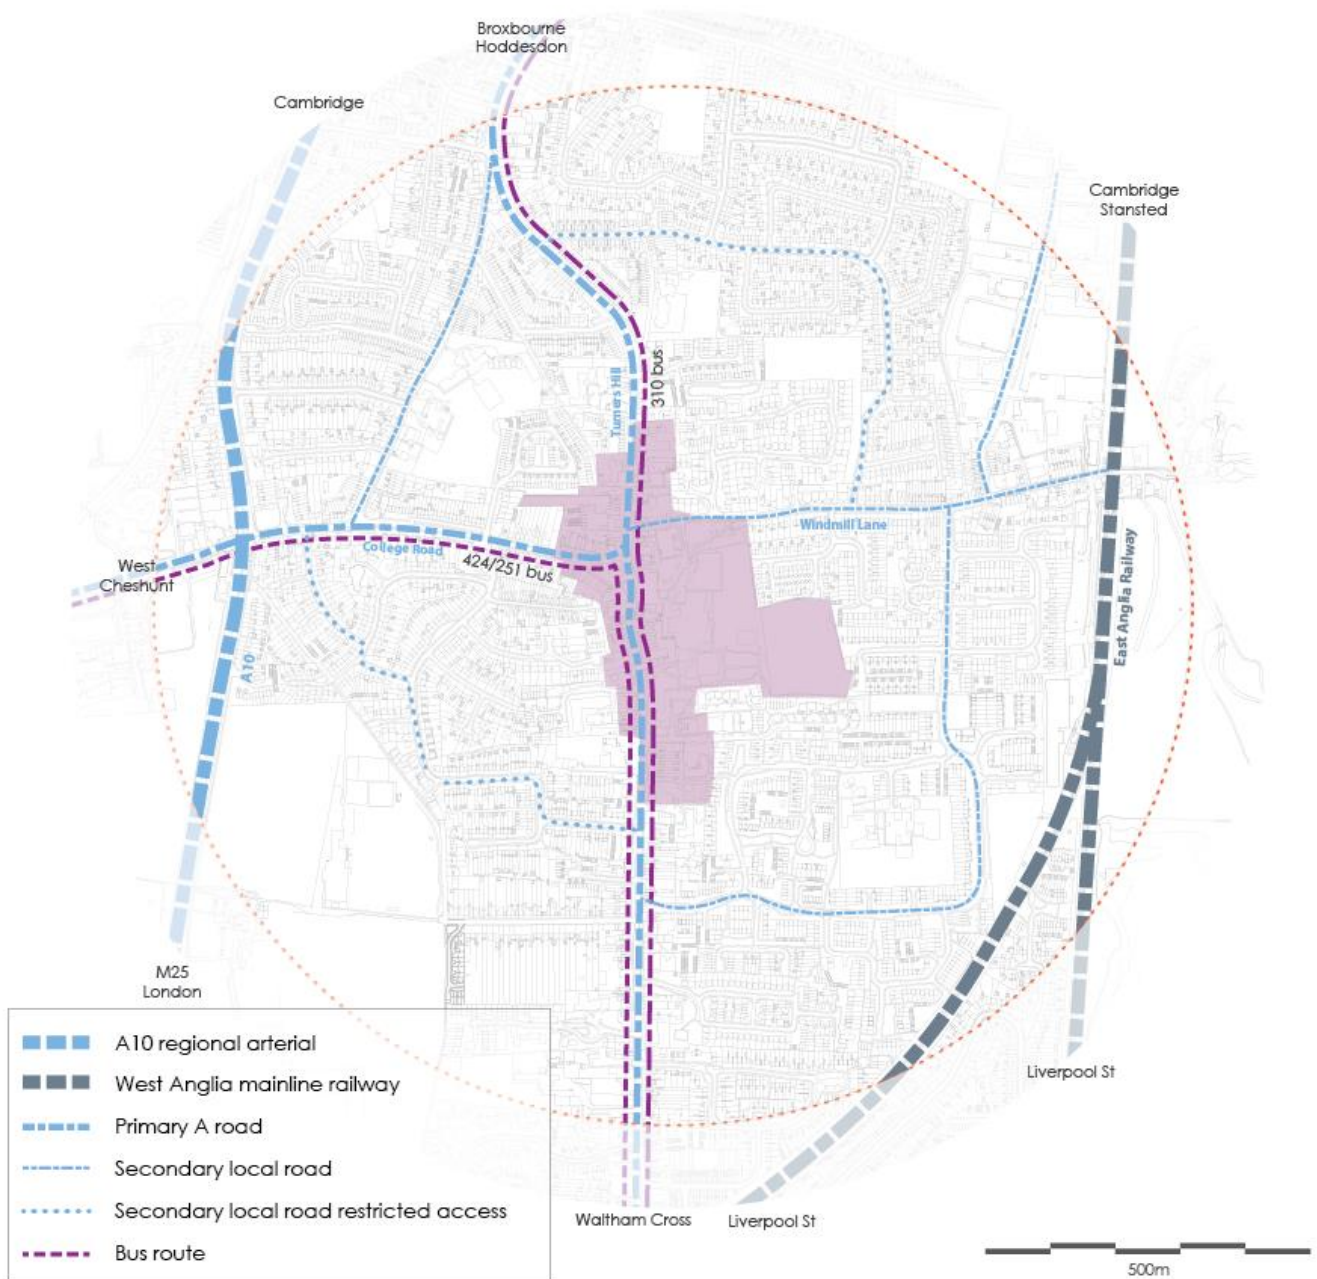 Broxbourne
Hoddesdon
Cambridge
Cambridge
Stansted
310 bus
Turners Hill
Windmill Lane
College Road
424/251 bus
West
Cheshunt
East Anglia Railway
A10
M25
London
A10 regional arterial
West Anglia mainline railway
Primary A road
Secondary local road
Secondary local road restricted access
Bus route
Liverpool St
Waltham Cross
Liverpool St
500m